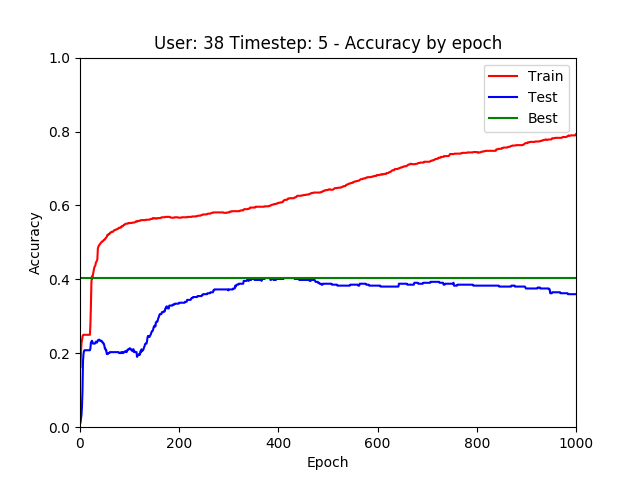 User: 38 Timestep: 5 - Accuracy by epoch
1.0
0.8
0.6
0.4
0.2
0.0
Accuracy
Train
Test
Best
0 200 400 600 800 1000
Epoch